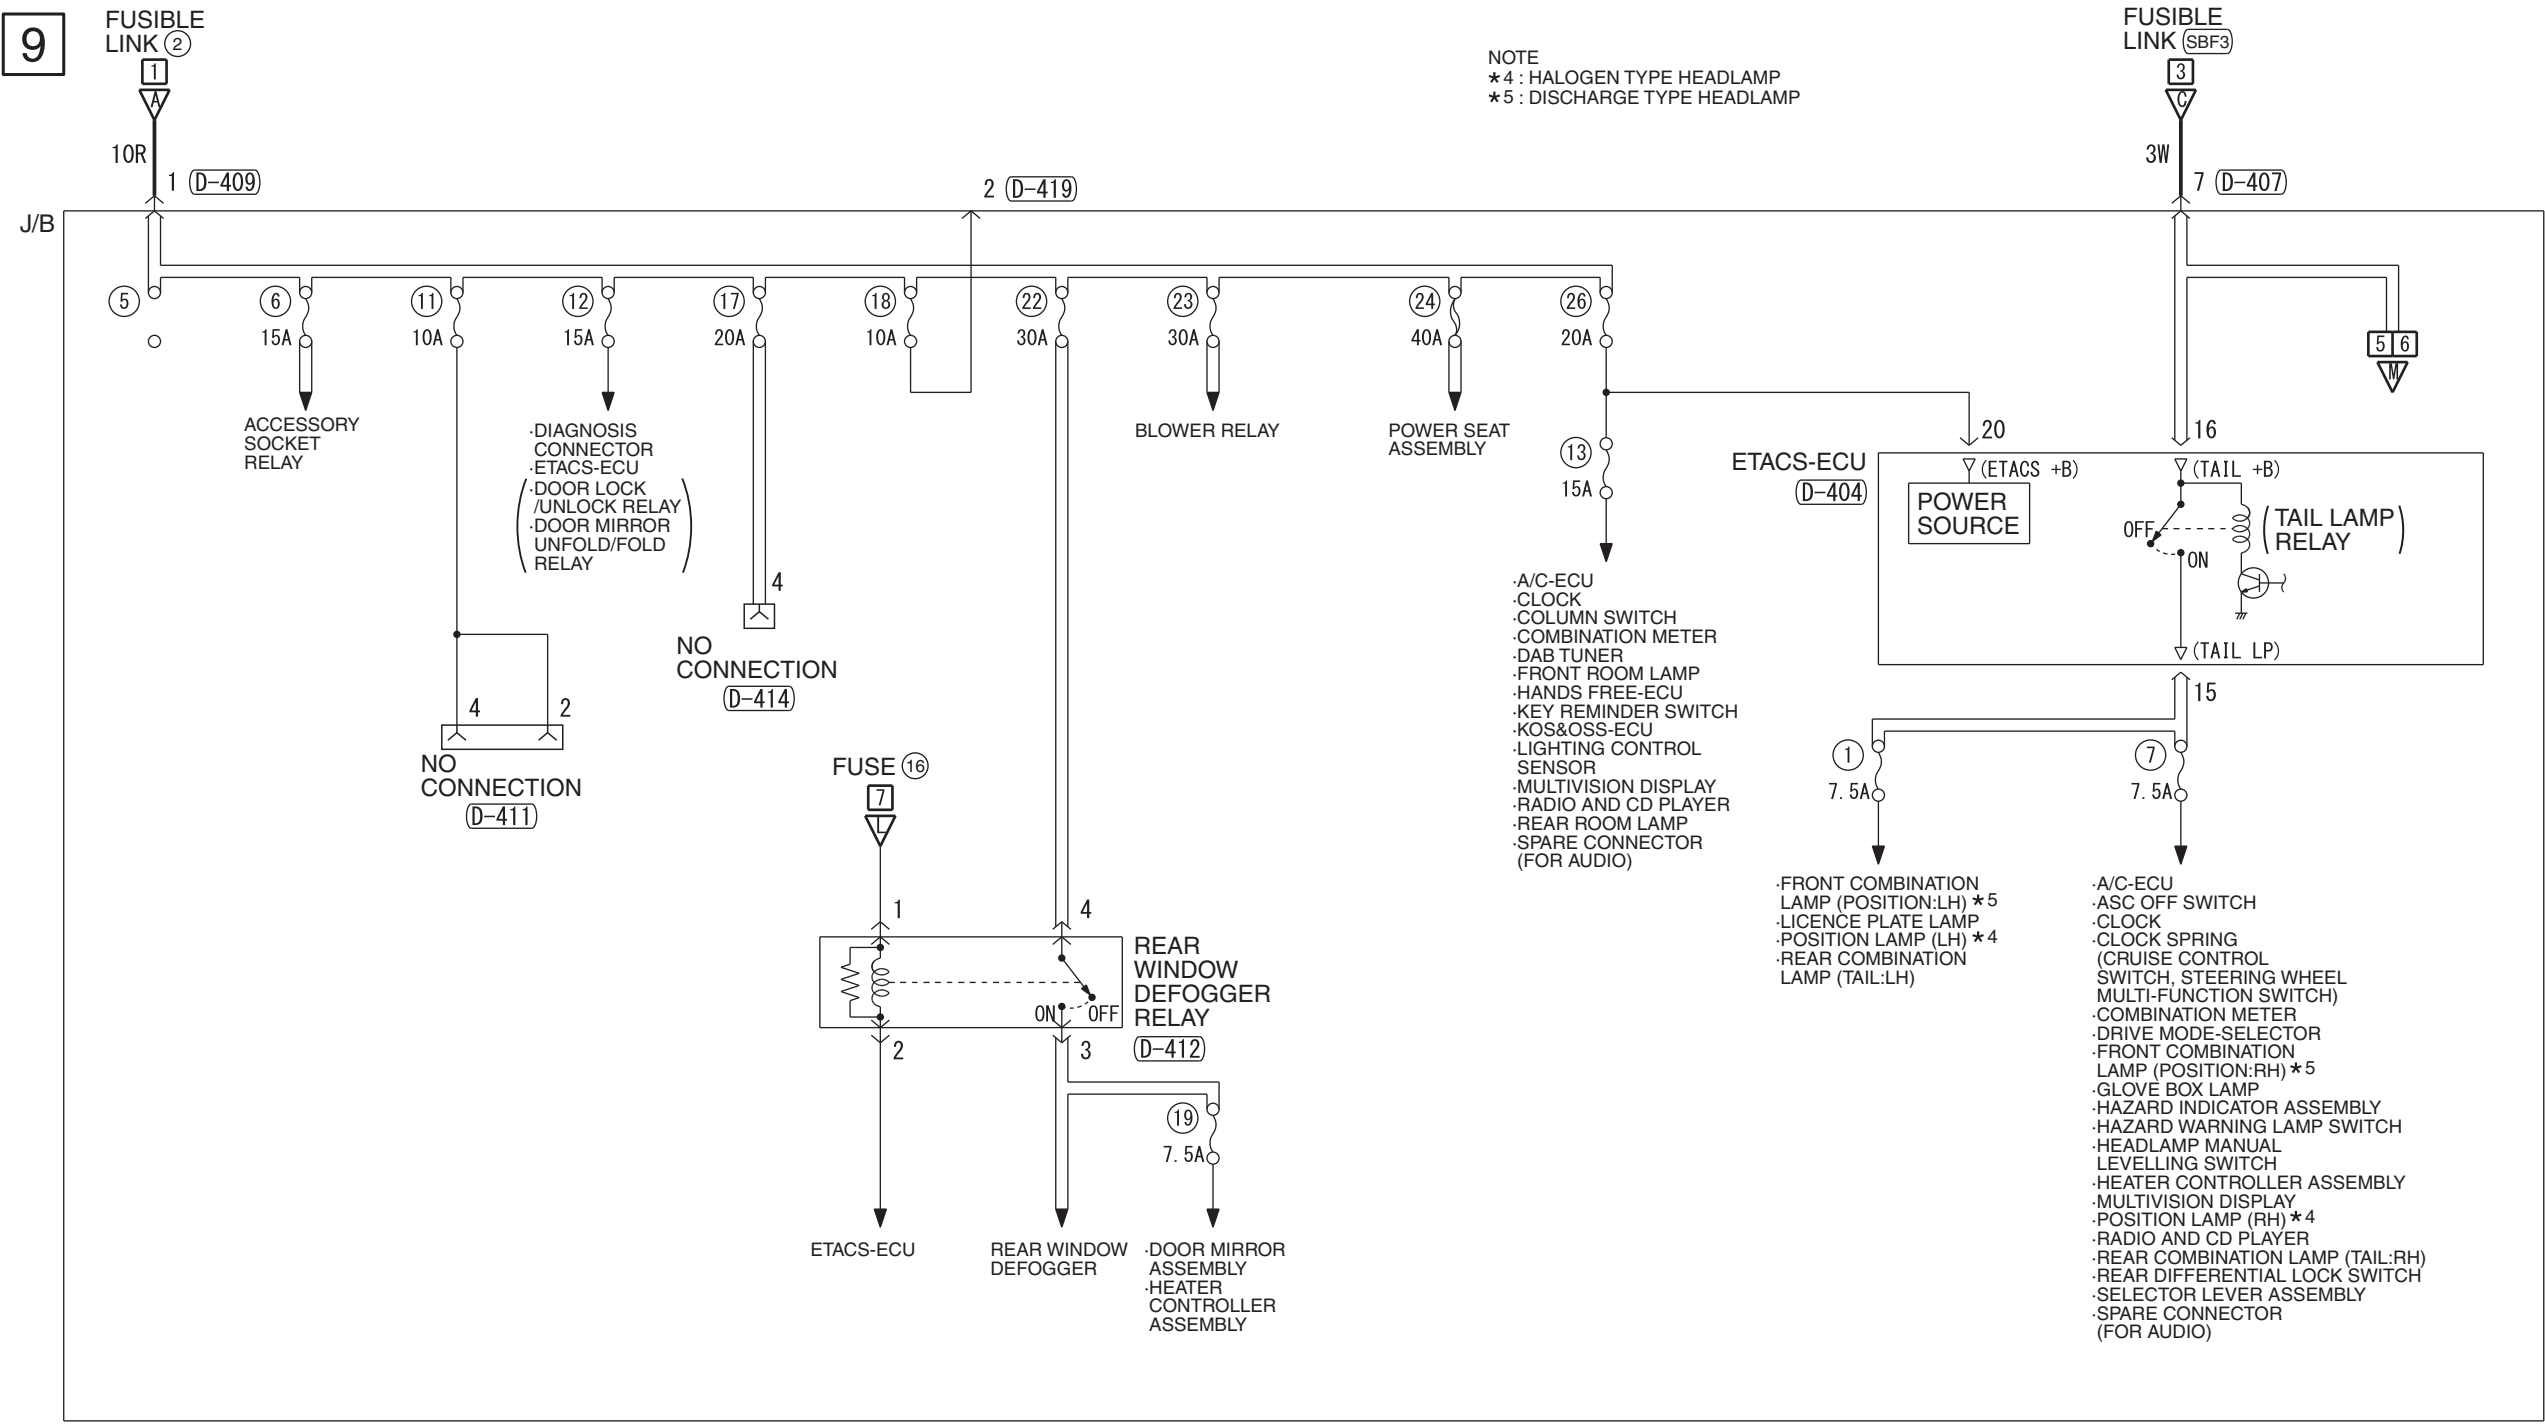 9
FUSIBLE
LINK 2
1
A
10R
1 D-409
NOTE
*4 : HALOGEN TYPE HEADLAMP
*5 : DISCHARGE TYPE HEADLAMP
FUSIBLE
LINK SBF3
3
C
3W
7 D-407
2 D-419
J/B
5
6
15A
ACCESSORY
SOCKET
RELAY
11
10A
4 2
NO
CONNECTION
D-411
12
15A
·DIAGNOSIS
CONNECTOR
·ETACS-ECU
·DOOR LOCK
/UNLOCK RELAY
·DOOR MIRROR
UNFOLD/FOLD
RELAY
17
20A
4
NO
CONNECTION
D-414
18
10A
22
30A
23
30A
BLOWER RELAY
24
40A
POWER SEAT
ASSEMBLY
26
20A
13
15A
·A/C-ECU
·CLOCK
·COLUMN SWITCH
·COMBINATION METER
·DAB TUNER
·FRONT ROOM LAMP
·HANDS FREE-ECU
·KEY REMINDER SWITCH
·KOS&OSS-ECU
·LIGHTING CONTROL
SENSOR
·MULTIVISION DISPLAY
·RADIO AND CD PLAYER
·REAR ROOM LAMP
·SPARE CONNECTOR
(FOR AUDIO)
5 6
M
20
16
ETACS-ECU
D-404
(ETACS +B)
POWER
SOURCE
(TAIL +B)
OFF
ON
(TAIL LAMP
RELAY)
(TAIL LP)
15
1
7.5A
·FRONT COMBINATION
LAMP (POSITION:LH) *5
·LICENCE PLATE LAMP
·POSITION LAMP (LH) *4
·REAR COMBINATION
LAMP (TAIL:LH)
7
7.5A
·A/C-ECU
·ASC OFF SWITCH
·CLOCK
·CLOCK SPRING
(CRUISE CONTROL
SWITCH, STEERING WHEEL
MULTI-FUNCTION SWITCH)
·COMBINATION METER
·DRIVE MODE-SELECTOR
·FRONT COMBINATION
LAMP (POSITION:RH) *5
·GLOVE BOX LAMP
·HAZARD INDICATOR ASSEMBLY
·HAZARD WARNING LAMP SWITCH
·HEADLAMP MANUAL
LEVELLING SWITCH
·HEATER CONTROLLER ASSEMBLY
·MULTIVISION DISPLAY
·POSITION LAMP (RH) *4
·RADIO AND CD PLAYER
·REAR COMBINATION LAMP (TAIL:RH)
·REAR DIFFERENTIAL LOCK SWITCH
·SELECTOR LEVER ASSEMBLY
·SPARE CONNECTOR
(FOR AUDIO)
FUSE 16
7
L
1
4
REAR
WINDOW
DEFOGGER
RELAY
D-412
ON OFF
2
3
19
7.5A
ETACS-ECU
REAR WINDOW
DEFOGGER
·DOOR MIRROR
ASSEMBLY
·HEATER
CONTROLLER
ASSEMBLY